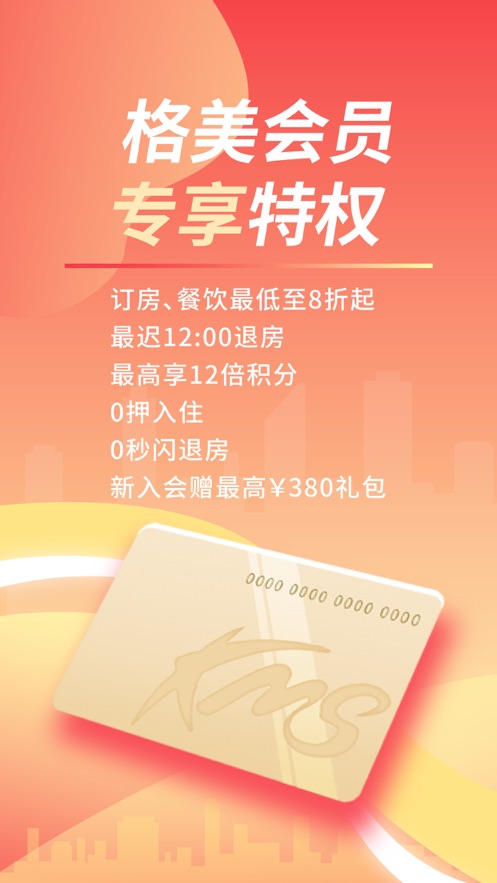 格美会员
专享特权
订房、餐饮最低至8折起
最迟12:00退房
最高享12倍积分
0押入住
0秒闪退房
新入会赠最高¥380礼包
0000 0000 0000 0000
KMS